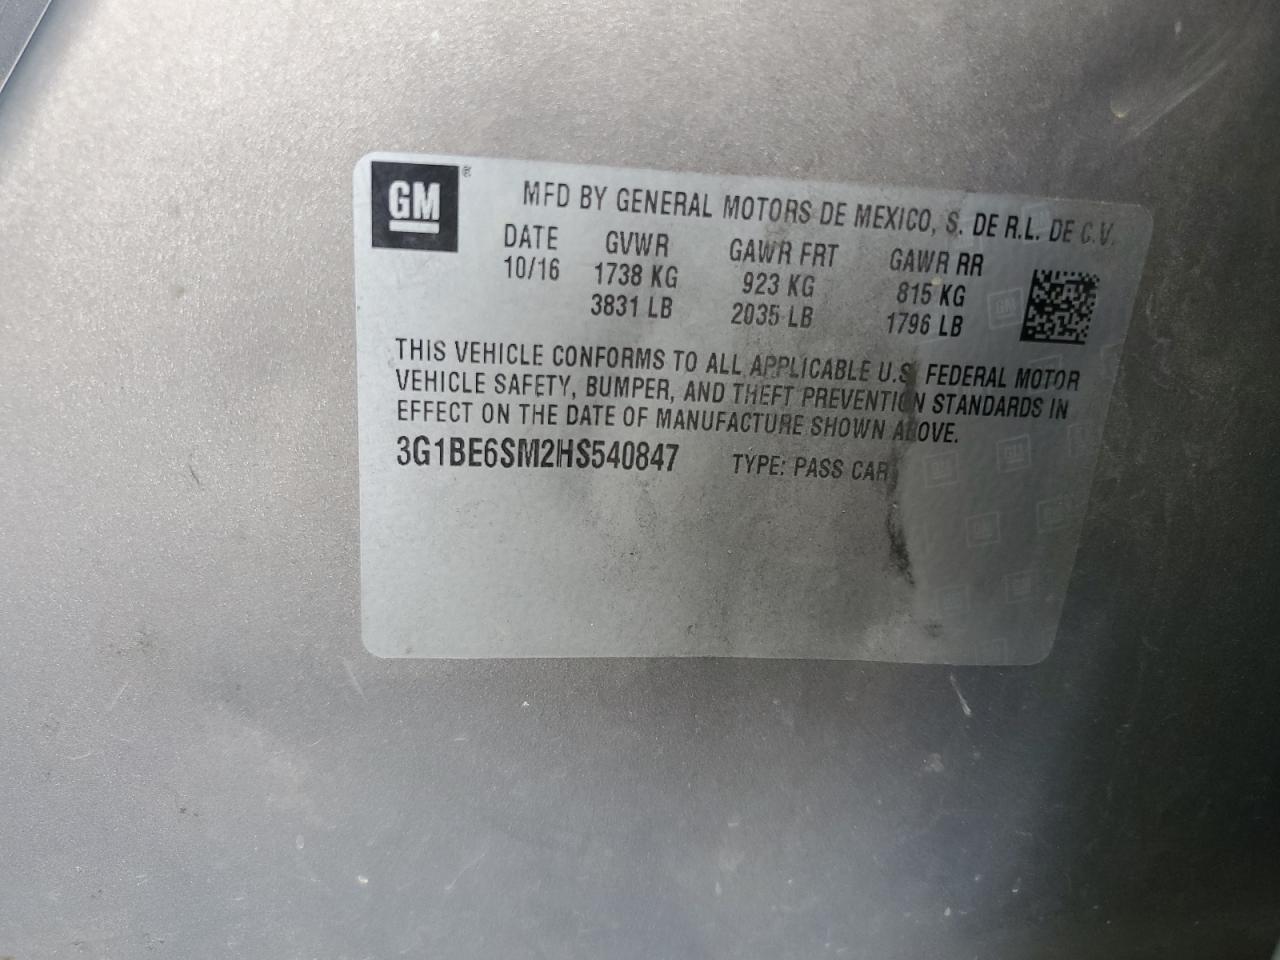 GM ®
MFD BY GENERAL MOTORS DE MEXICO, S. DE R.L. DE C.V.
DATE GVWR GAWR FRT GAWR RR
10/16 1738 KG 923 KG 815 KG
3831 LB 2035 LB 1796 LB
THIS VEHICLE CONFORMS TO ALL APPLICABLE U.S. FEDERAL MOTOR
VEHICLE SAFETY, BUMPER, AND THEFT PREVENTION STANDARDS IN
EFFECT ON THE DATE OF MANUFACTURE SHOWN ABOVE.
3G1BE6SM2HS540847 TYPE: PASS CAR